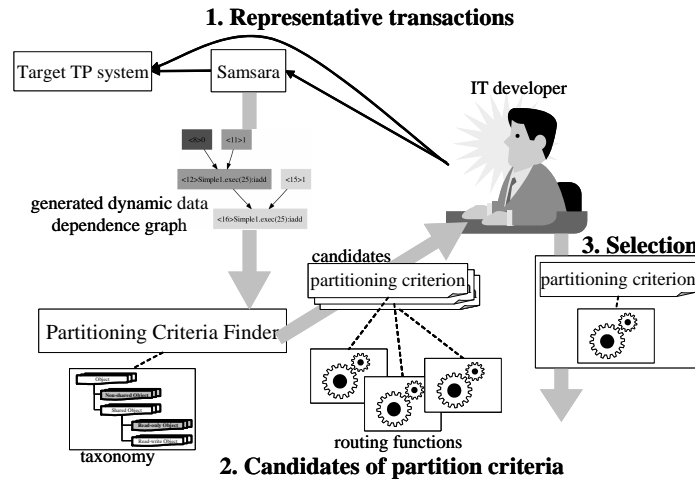 1. Representative transactions
Target TP system
Samsara
IT developer
<8>0
<11>1
<12>Simple1.exec(25):iadd
<15>1
<16>Simple1.exec(25):iadd
generated dynamic data
dependence graph
candidates
partitioning criterion
3. Selection
partitioning criterion
Partitioning Criteria Finder
Object
Non-shared Object
Shared Object
Read-only Object
Read-write Object
taxonomy
routing functions
2. Candidates of partition criteria